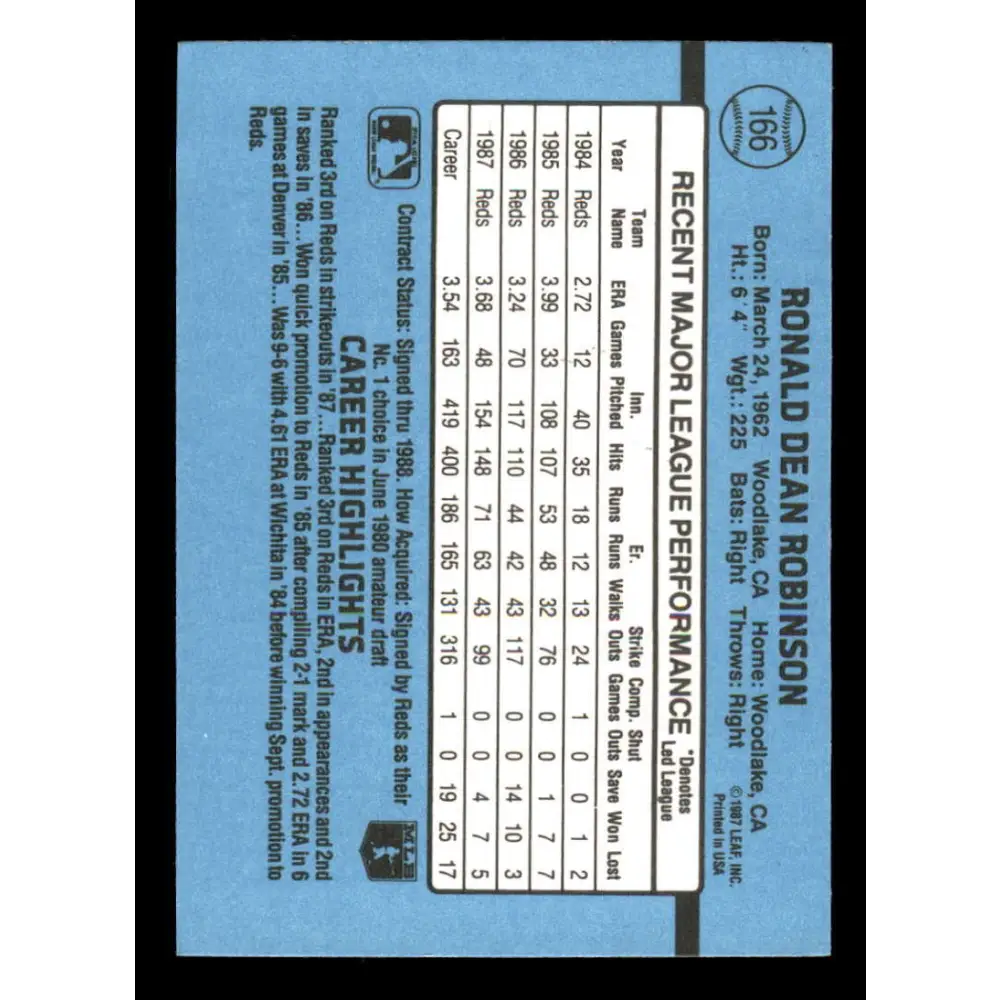 166
RONALD DEAN ROBINSON
Born: March 24, 1962 Woodlake, CA Home: Woodlake, CA
Ht.: 6'4" Wgt.: 225 Bats: Right Throws: Right
©1987 LEAF, INC.
Printed in USA
RECENT MAJOR LEAGUE PERFORMANCE *Denotes
Led League
Team Inn. Er. Strike Comp. Shut
Year Name ERA Games Pitched Hits Runs Runs Walks Outs Games Outs Save Won Lost
1984 Reds 2.72 12 40 35 18 12 13 24 1 0 0 1 2
1985 Reds 3.99 33 108 107 53 48 32 76 0 0 1 7 7
1986 Reds 3.24 70 117 110 44 42 43 117 0 0 14 10 3
1987 Reds 3.68 48 154 148 71 63 43 99 0 0 4 7 5
Career 3.54 163 419 400 186 165 131 316 1 0 19 25 17
Contract Status: Signed thru 1988. How Acquired: Signed by Reds as their
No. 1 choice in June 1980 amateur draft
MLB
CAREER HIGHLIGHTS
Ranked 3rd on Reds in strikeouts in '87...Ranked 3rd on Reds in ERA, 2nd in appearances and 2nd
in saves in '86...Won quick promotion to Reds in '85 after compiling 2-1 mark and 2.72 ERA in 6
games at Denver in '85...Was 9-6 with 4.61 ERA at Wichita in '84 before winning Sept. promotion to
Reds.